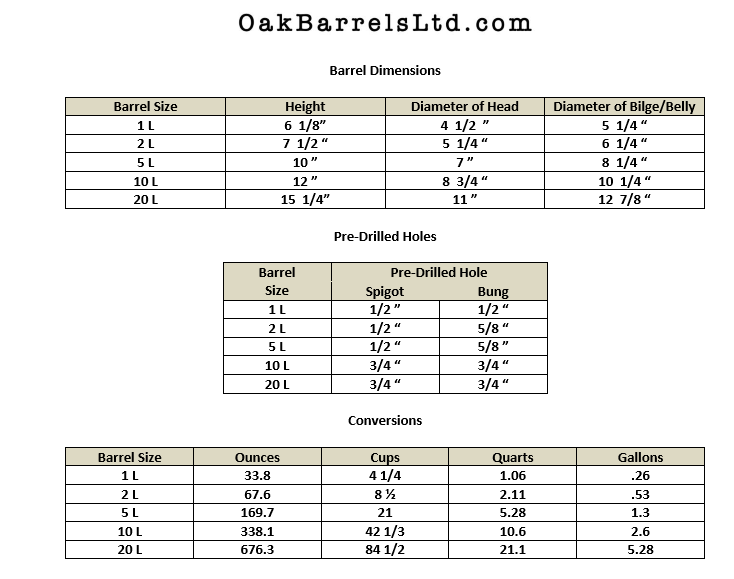 OakBarrelsLtd.com
Barrel Dimensions
Barrel Size Height Diameter of Head Diameter of Bilge/Belly
1 L 6 1/8” 4 1/2 ” 5 1/4 “
2 L 7 1/2 “ 5 1/4 “ 6 1/4 “
5 L 10 ” 7 ” 8 1/4 “
10 L 12 ” 8 3/4 “ 10 1/4 “
20 L 15 1/4” 11 ” 12 7/8 “
Pre-Drilled Holes
Barrel Pre-Drilled Hole
Size Spigot Bung
1 L 1/2 ” 1/2 “
2 L 1/2 “ 5/8 “
5 L 1/2 “ 5/8 ”
10 L 3/4 “ 3/4 “
20 L 3/4 “ 3/4 “
Conversions
Barrel Size Ounces Cups Quarts Gallons
1 L 33.8 4 1/4 1.06 .26
2 L 67.6 8 ½ 2.11 .53
5 L 169.7 21 5.28 1.3
10 L 338.1 42 1/3 10.6 2.6
20 L 676.3 84 1/2 21.1 5.28